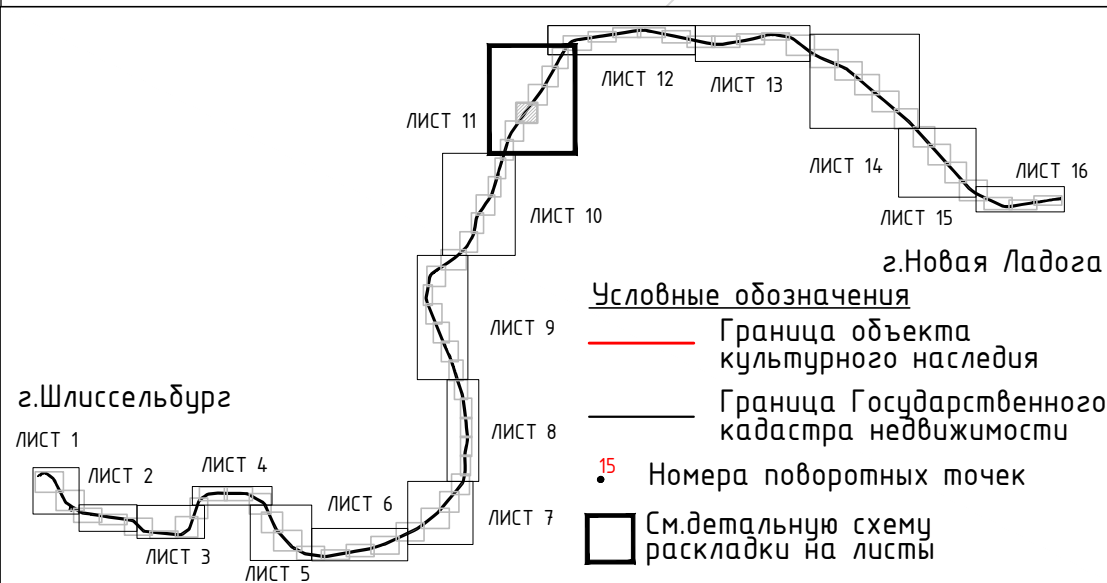 ЛИСТ 12
ЛИСТ 13
ЛИСТ 11
ЛИСТ 14
ЛИСТ 16
ЛИСТ 10
ЛИСТ 15
г.Новая Ладога
Условные обозначения
ЛИСТ 9
Граница объекта
культурного наследия
г.Шлиссельбург
Граница Государственного
кадастра недвижимости
ЛИСТ 1
ЛИСТ 8
ЛИСТ 2
ЛИСТ 4
15
Номера поворотных точек
ЛИСТ 6
ЛИСТ 7
См.детальную схему
раскладки на листы
ЛИСТ 3
ЛИСТ 5